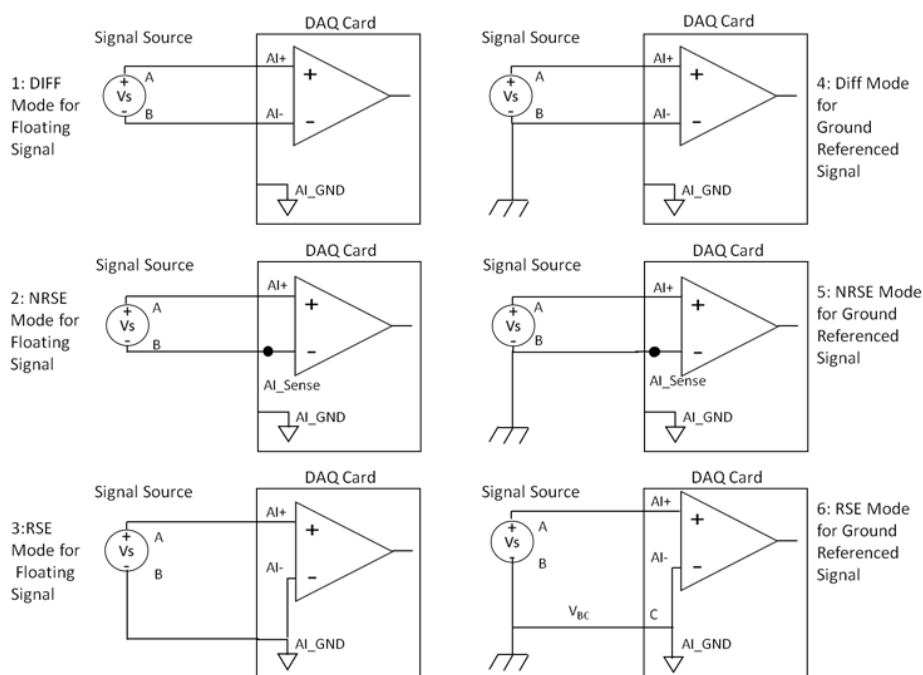 DAQ Card
Signal Source
1: DIFF
Mode for
Floating
Signal
+
Vs
-
A
B
AI+
AI-
+
−
AI_GND
DAQ Card
Signal Source
+
Vs
-
A
B
AI+
AI-
+
−
AI_GND
4: Diff Mode
for
Ground
Referenced
Signal
DAQ Card
Signal Source
2: NRSE
Mode for
Floating
Signal
+
Vs
-
A
B
AI+
+
−
AI_Sense
AI_GND
DAQ Card
Signal Source
+
Vs
-
A
B
AI+
+
−
AI_Sense
AI_GND
5: NRSE Mode
for Ground
Referenced
Signal
DAQ Card
Signal Source
3:RSE
Mode for
Floating
Signal
+
Vs
-
A
B
AI+
AI-
+
−
AI_GND
DAQ Card
Signal Source
+
Vs
-
A
B
AI+
AI-
+
−
VBC
C
AI_GND
6: RSE Mode
for Ground
Referenced
Signal